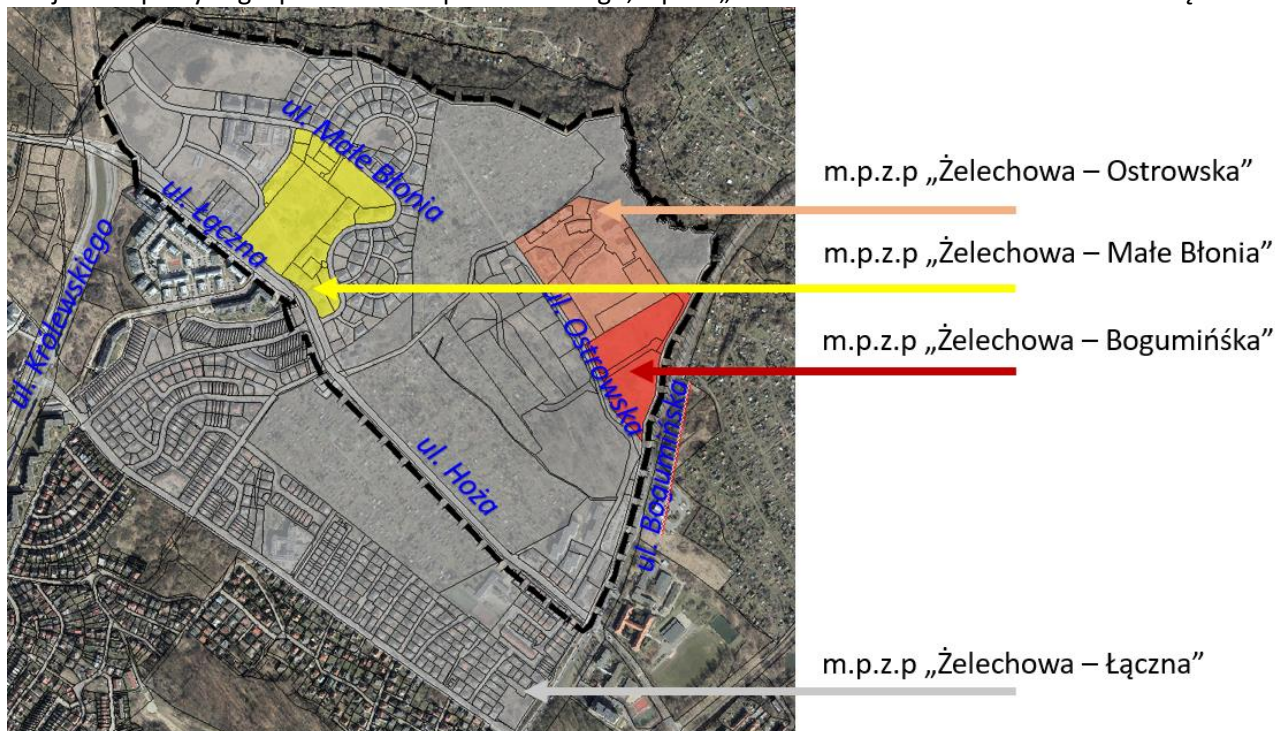 ul. Małe Błonia
ul. Łączna
ul. Królewskiego
ul. Ostrowska
ul. Hoża
ul. Bogumińska
m.p.z.p „Żelechowa – Ostrowska”
m.p.z.p „Żelechowa – Małe Błonia”
m.p.z.p „Żelechowa – Bogumińśka”
m.p.z.p „Żelechowa – Łączna”